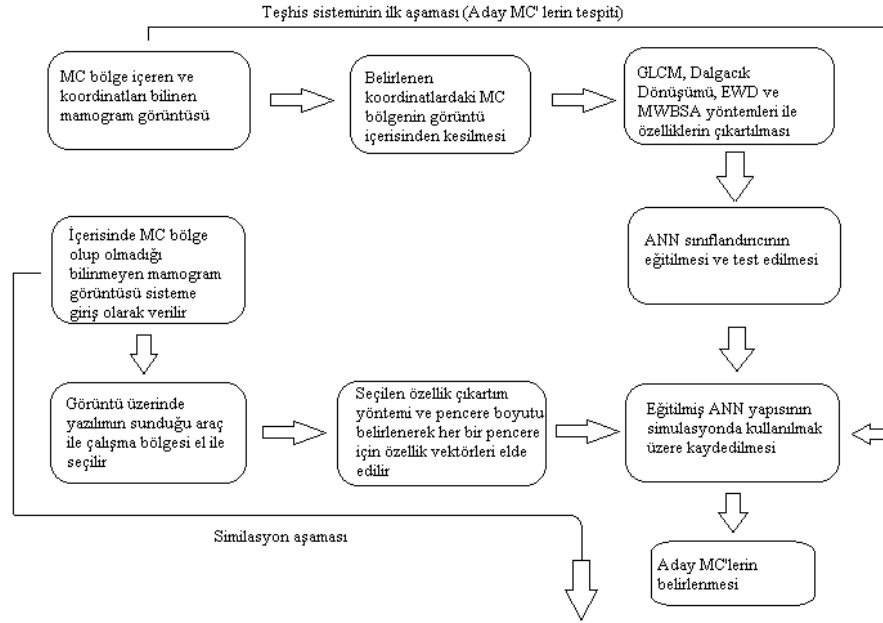 Teşhis sisteminin ilk aşaması (Aday MC' lerin tespiti)
MC bölge içeren ve
koordinatları bilinen
mamogram görüntüsü
Belirlenen
koordinatlardaki MC
bölgenin görüntü
içerisinden kesilmesi
GLCM, Dalgacık
Dönüşümü, EWD ve
MWBSA yöntemleri ile
özelliklerin çıkartılması
ANN sınıflandırıcının
eğitilmesi ve test edilmesi
İçerisinde MC bölge
olup olmadığı
bilinmeyen mamogram
görüntüsü sisteme
giriş olarak verilir
Görüntü üzerinde
yazılımın sunduğu araç
ile çalışma bölgesi el ile
seçilir
Seçilen özellik çıkartım
yöntemi ve pencere boyutu
belirlenerek her bir pencere
için özellik vektörleri elde
edilir
Eğitilmiş ANN yapısının
simulasyonda kullanılmak
üzere kaydedilmesi
Similasyon aşaması
Aday MC'lerin
belirlenmesi